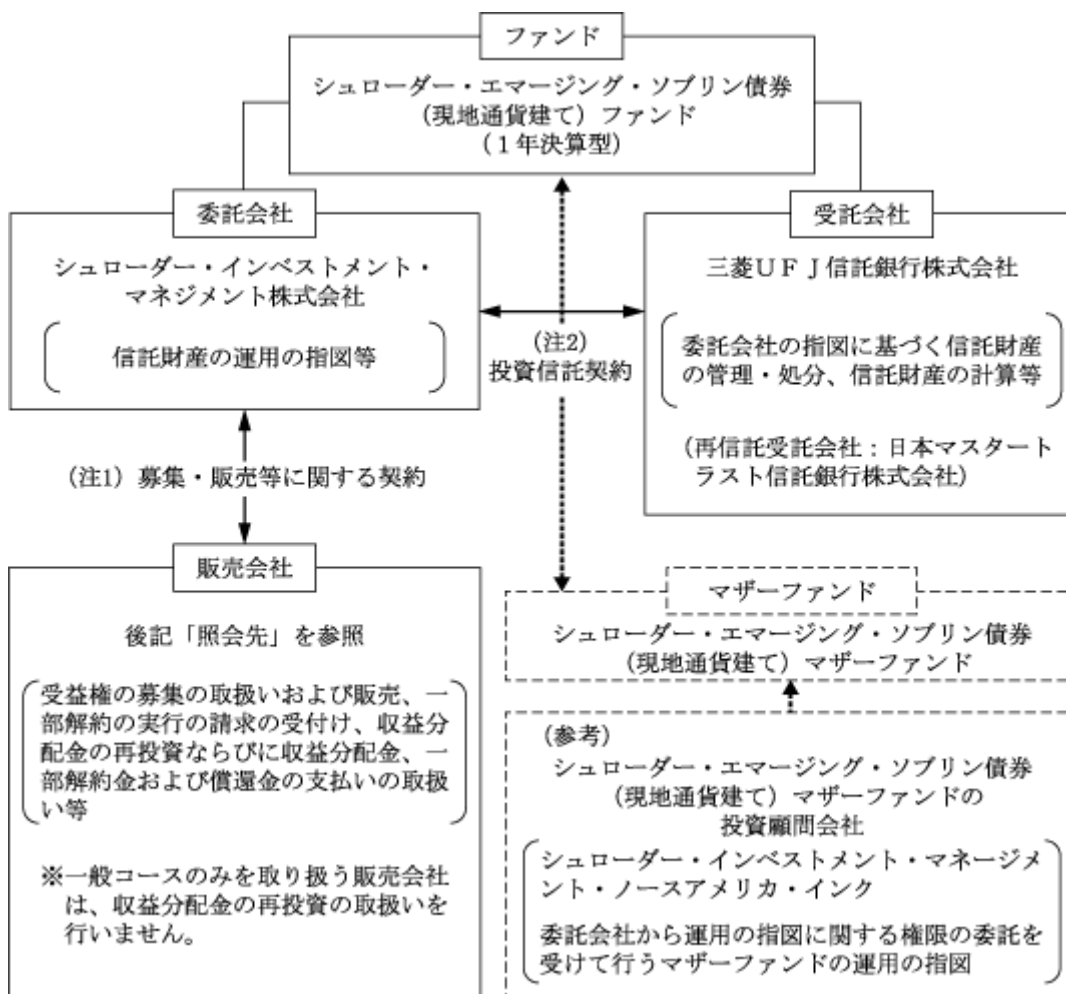 ファンド
シュローダー・エマージング・ソブリン債券
(現地通貨建て)ファンド
(１年決算型)
委託会社
シュローダー・インベストメント・
マネジメント株式会社
信託財産の運用の指図等
受託会社
三菱ＵＦＪ信託銀行株式会社
委託会社の指図に基づく信託財産
の管理・処分、信託財産の計算等
(再信託受託会社：日本マスタート
ラスト信託銀行株式会社)
(注2)
投資信託契約
(注1)募集・販売等に関する契約
販売会社
後記「照会先」を参照
受益権の募集の取扱いおよび販売、一
部解約の実行の請求の受付け、収益分
配金の再投資ならびに収益分配金、一
部解約金および償還金の支払いの取扱
い等
※一般コースのみを取り扱う販売会社
は、収益分配金の再投資の取扱いを
行いません。
マザーファンド
シュローダー・エマージング・ソブリン債券
(現地通貨建て)マザーファンド
(参考)
シュローダー・エマージング・ソブリン債券
(現地通貨建て)マザーファンドの
投資顧問会社
シュローダー・インベストメント・マネージメ
ント・ノースアメリカ・インク
委託会社から運用の指図に関する権限の委託を
受けて行うマザーファンドの運用の指図